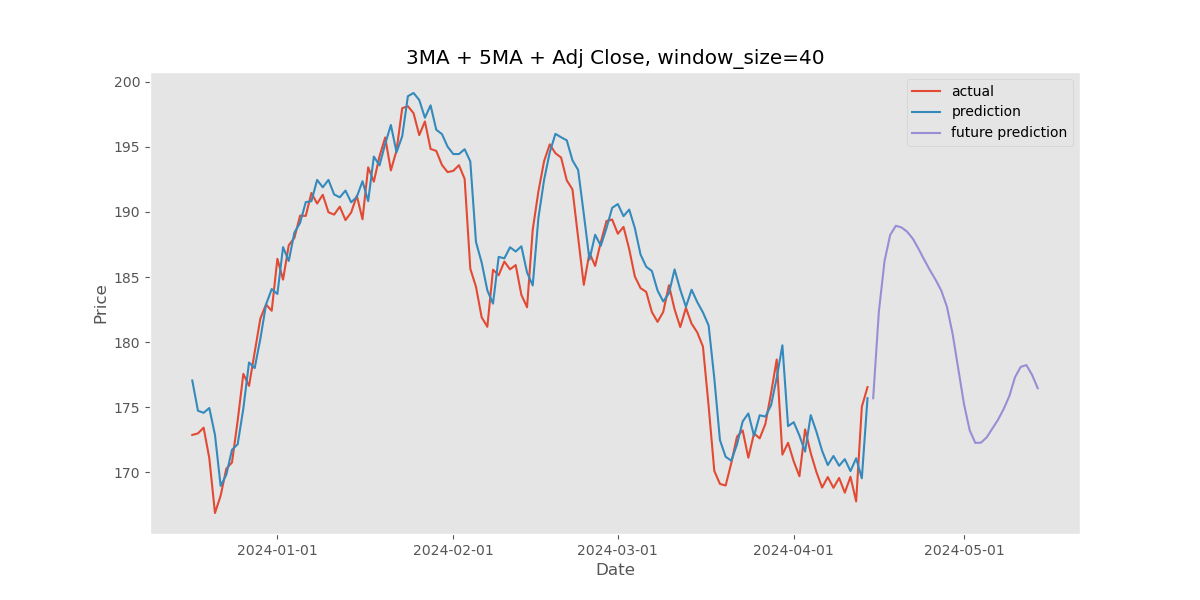 3MA + 5MA + Adj Close, window_size=40
actual
prediction
future prediction
200
195
190
185
180
175
170
Price
2024-01-01 2024-02-01 2024-03-01 2024-04-01 2024-05-01
Date